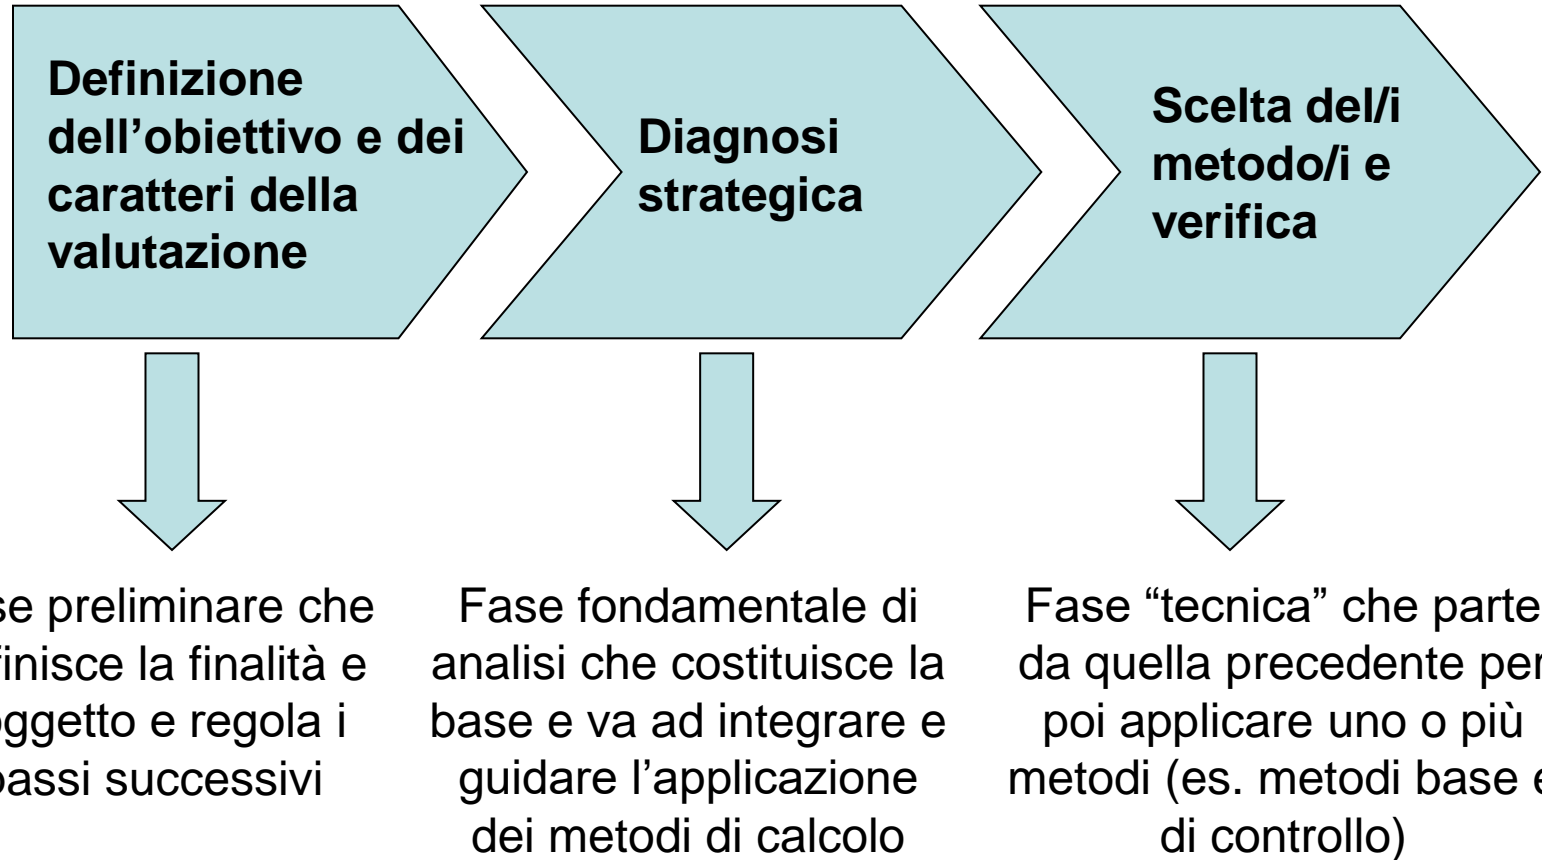 Definizione
dell’obiettivo e dei
caratteri della
valutazione
Diagnosi
strategica
Scelta del/i
metodo/i e
verifica
se preliminare che
finisce la finalità e
oggetto e regola i
passi successivi
Fase fondamentale di
analisi che costituisce la
base e va ad integrare e
guidare l’applicazione
dei metodi di calcolo
Fase “tecnica” che parte
da quella precedente per
poi applicare uno o più
metodi (es. metodi base e
di controllo)